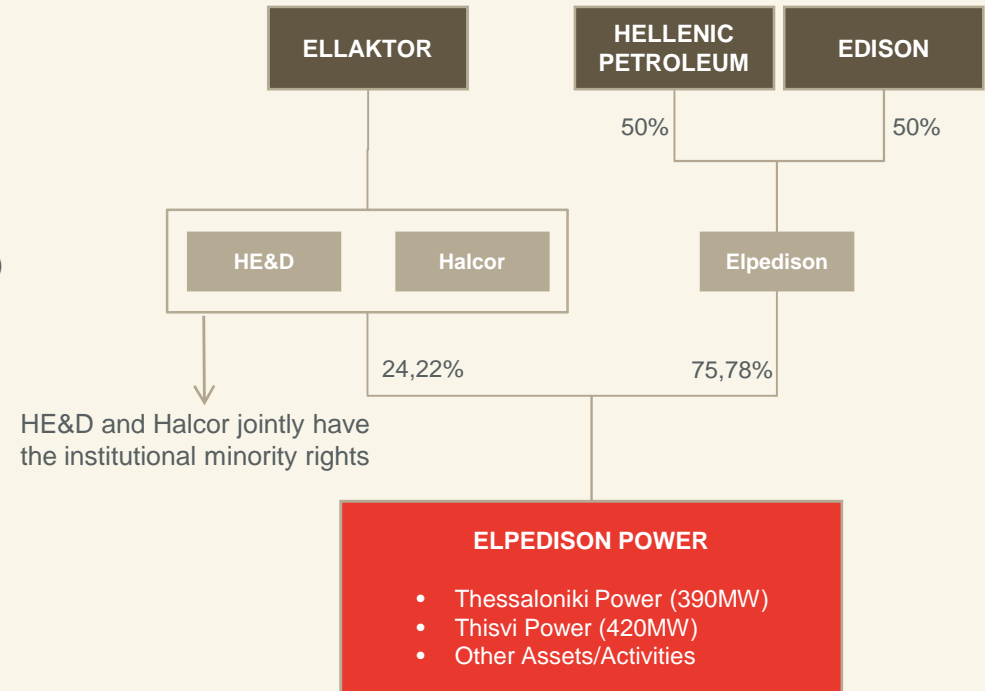 ELLAKTOR
HELLENIC
PETROLEUM
EDISON
50%
50%
HE&D
Halcor
Elpedison
)
24,22%
75,78%
HE&D and Halcor jointly have
the institutional minority rights
ELPEDISON POWER
• Thessaloniki Power (390MW)
• Thisvi Power (420MW)
• Other Assets/Activities